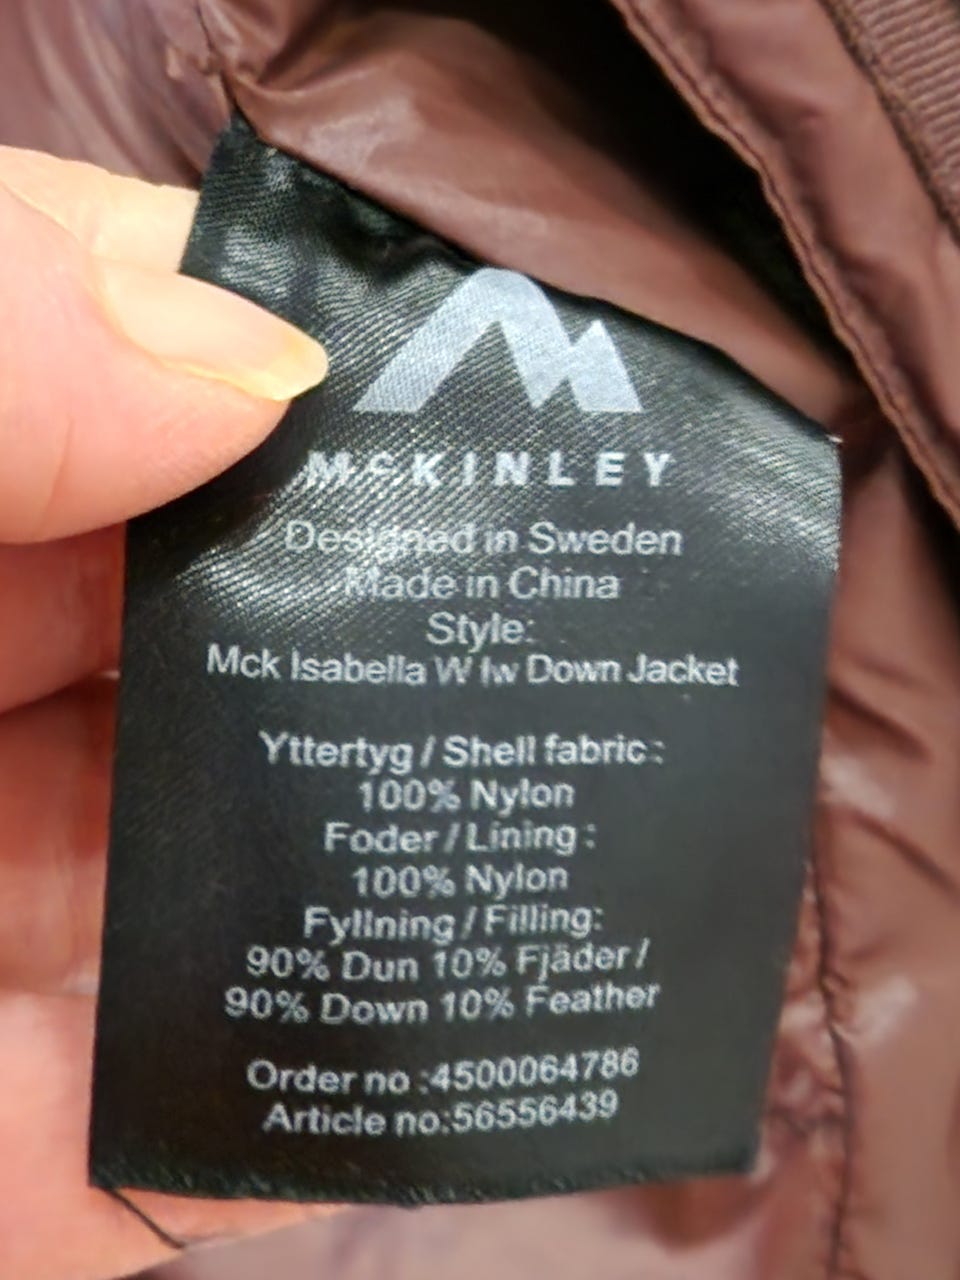 McKINLEY
Designed in Sweden
Made in China
Style:
Mck Isabella W lw Down Jacket
Yttertyg / Shell fabric:
100% Nylon
Foder / Lining:
100% Nylon
Fyllning / Filling:
90% Dun 10% Fjäder /
90% Down 10% Feather
Order no :4500064786
Article no:56556439